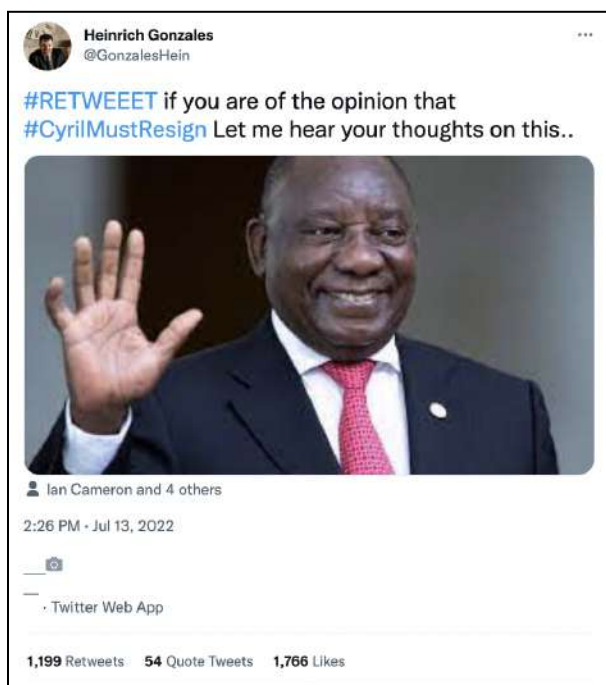 Heinrich Gonzales
@GonzalesHein
#RETWEEET if you are of the opinion that
#CyrilMustResign Let me hear your thoughts on this..
Ian Cameron and 4 others
2:26 PM · Jul 13, 2022
· Twitter Web App
1,199 Retweets 54 Quote Tweets 1,766 Likes